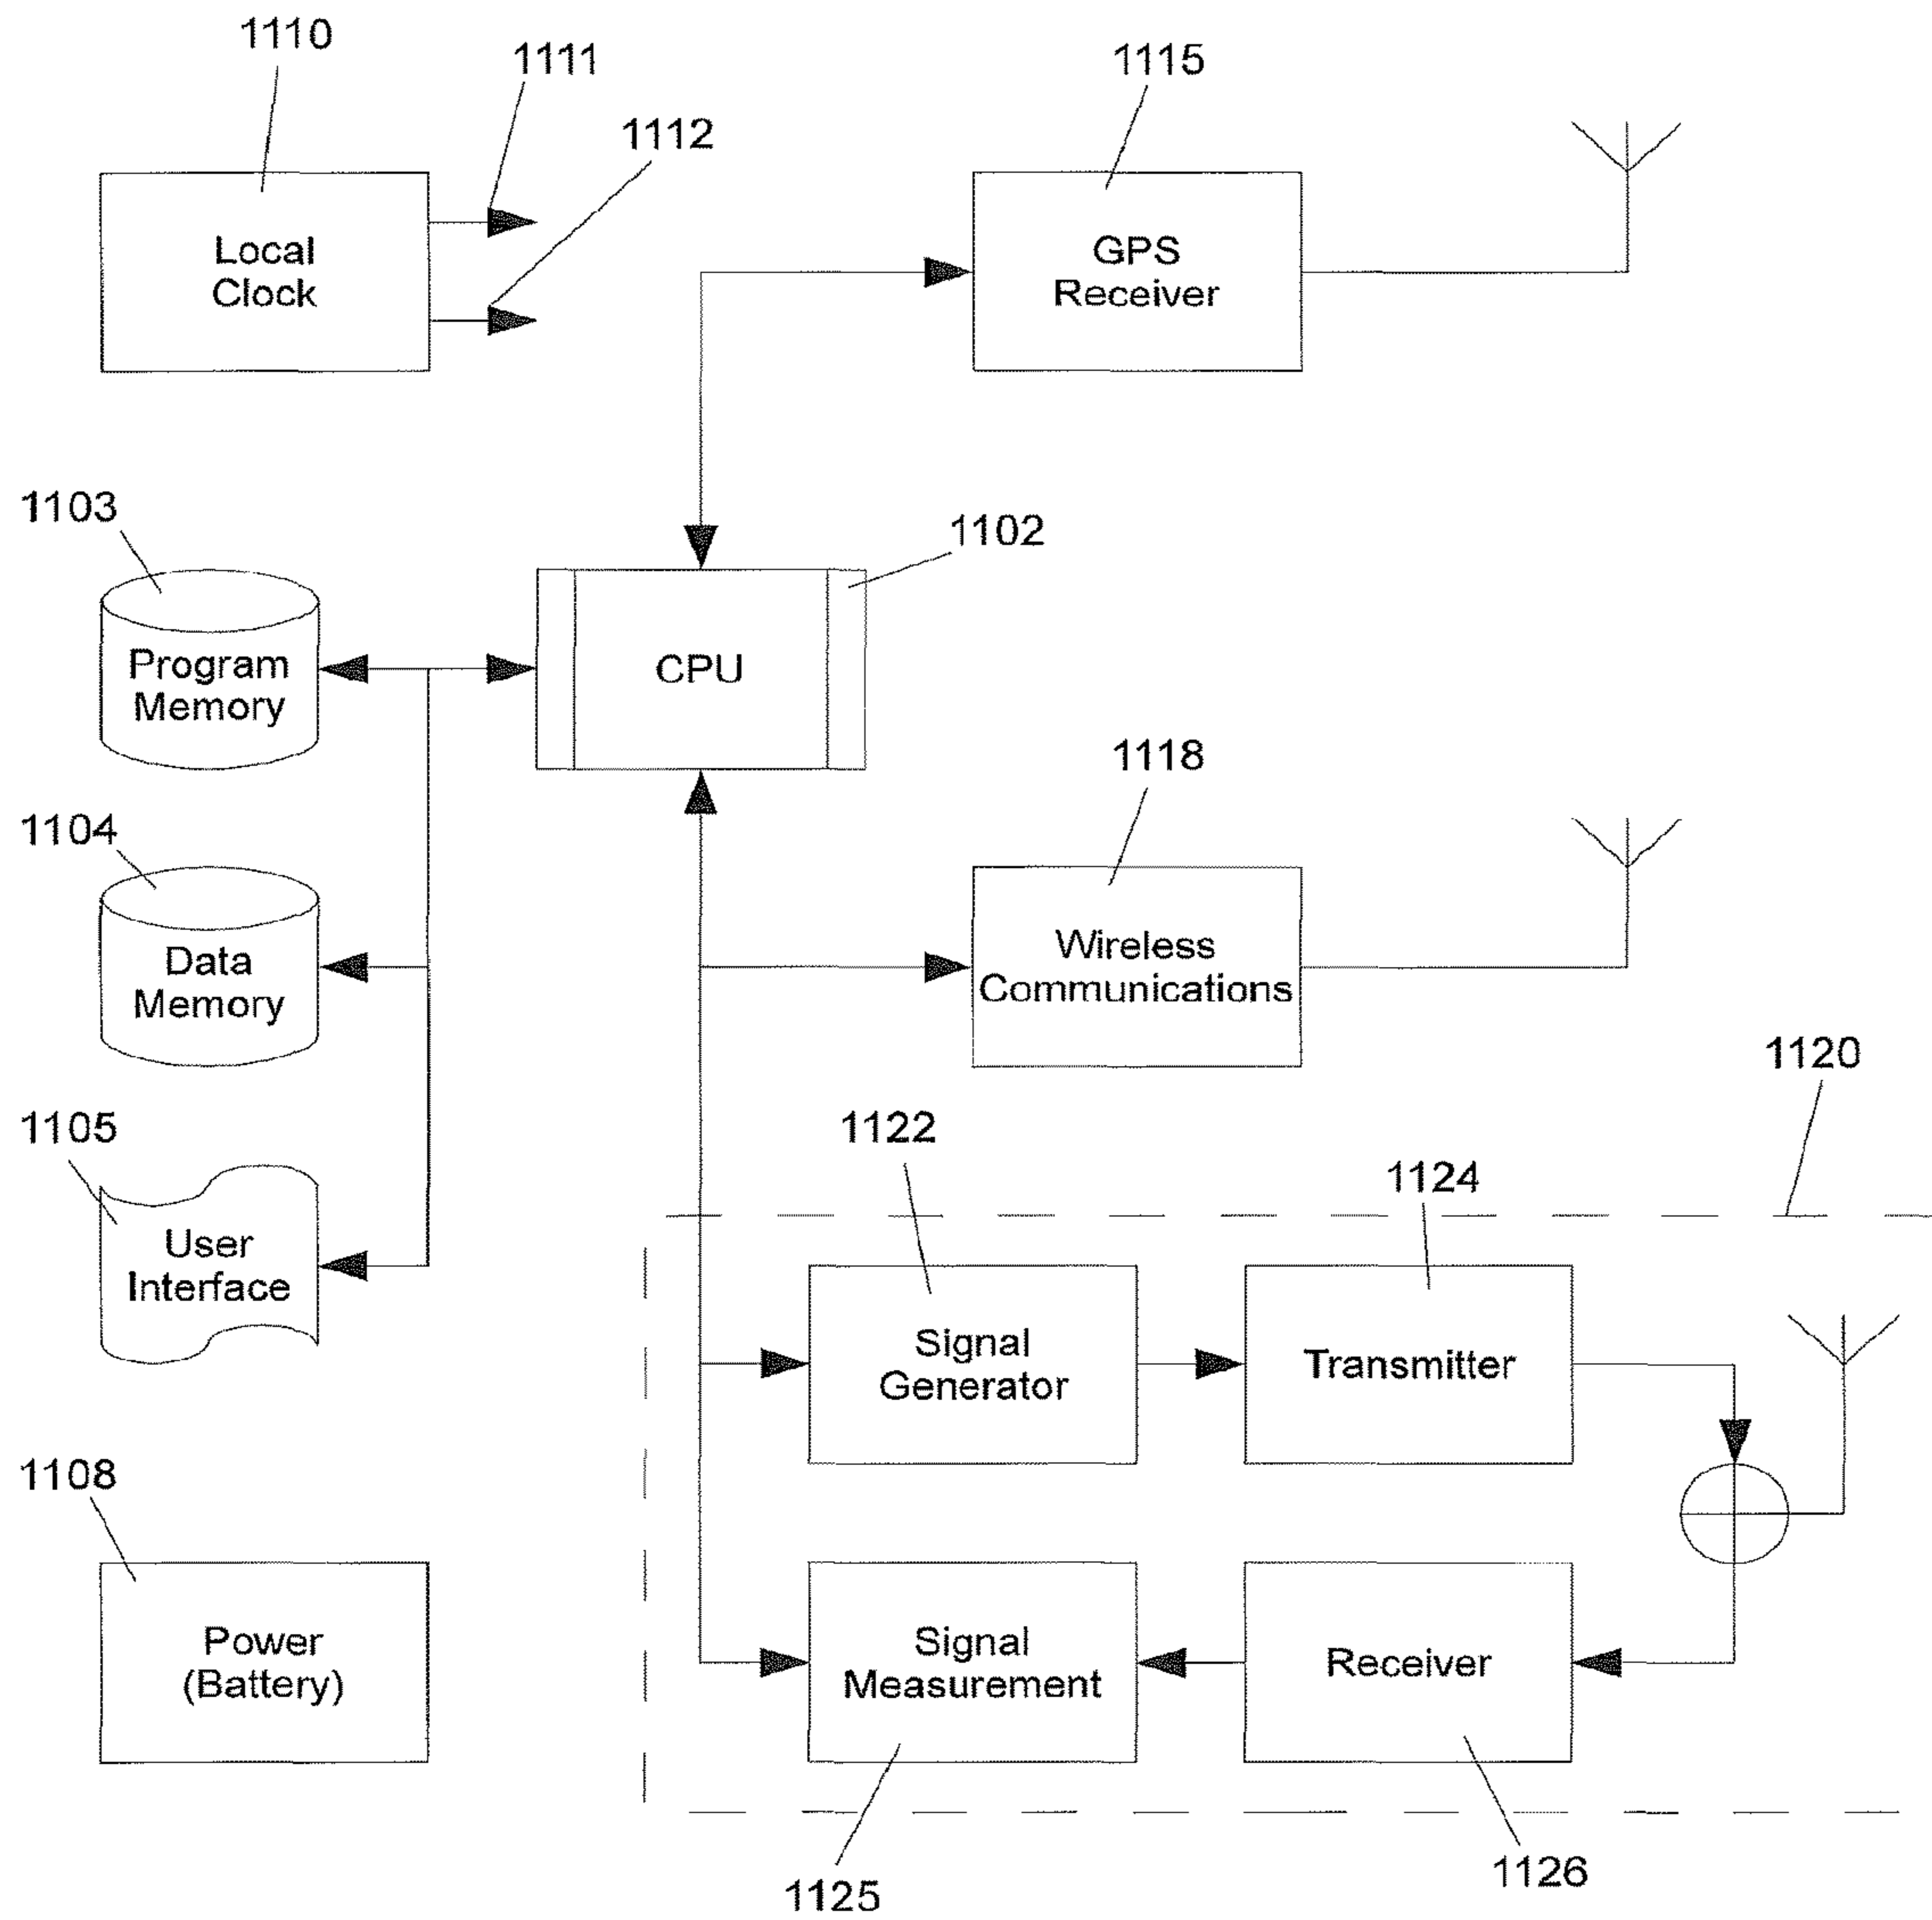 1110
1111
1112
1115
Local
Clock
GPS
Receiver
1103
1102
Program
Memory
CPU
1118
1104
Data
Memory
Wireless
Communications
1120
1105
1122
1124
User
Interface
Signal
Generator
Transmitter
1108
Power
(Battery)
Signal
Measurement
Receiver
1125
1126